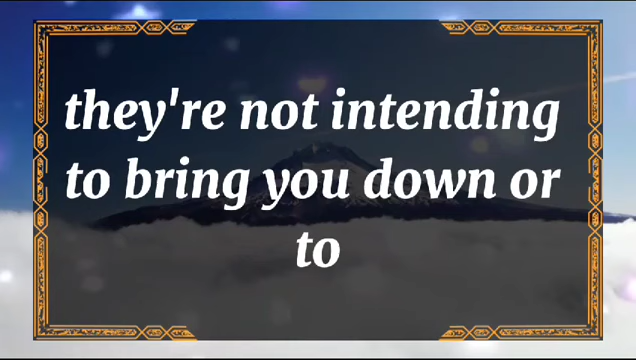 they're not intending
to bring you down or
to